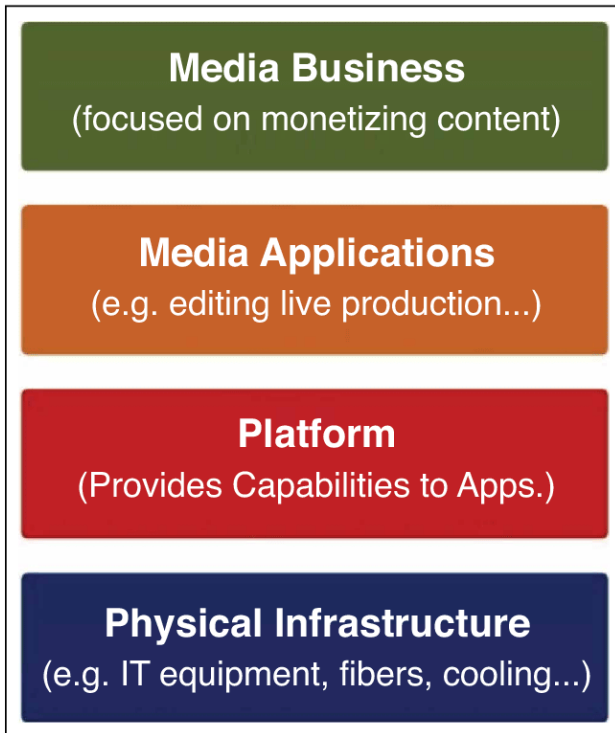 Media Business
(focused on monetizing content)
Media Applications
(e.g. editing live production...)
Platform
(Provides Capabilities to Apps.)
Physical Infrastructure
(e.g. IT equipment, fibers, cooling...)